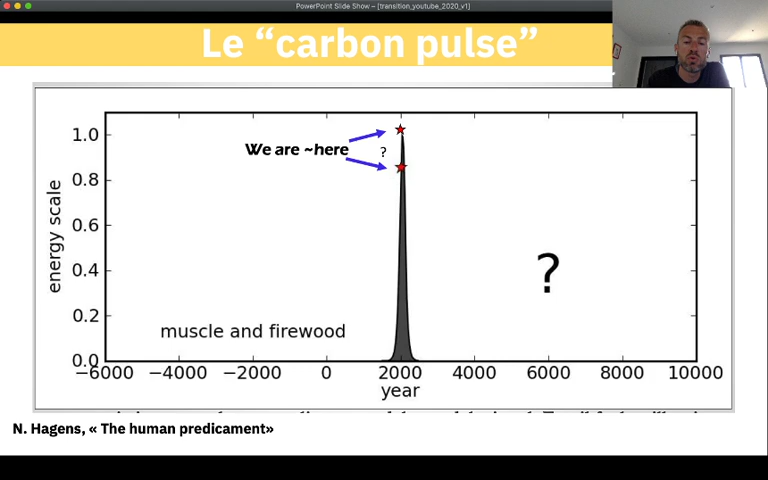 PowerPoint Slide Show – [transition_youtube_2020_v1]
Le “carbon pulse”
1.0
0.8
0.6
0.4
0.2
0.0
energy scale
We are ~here
?
?
muscle and firewood
−6000 −4000 −2000 0 2000 4000 6000 8000 10000
year
N. Hagens, « The human predicament»